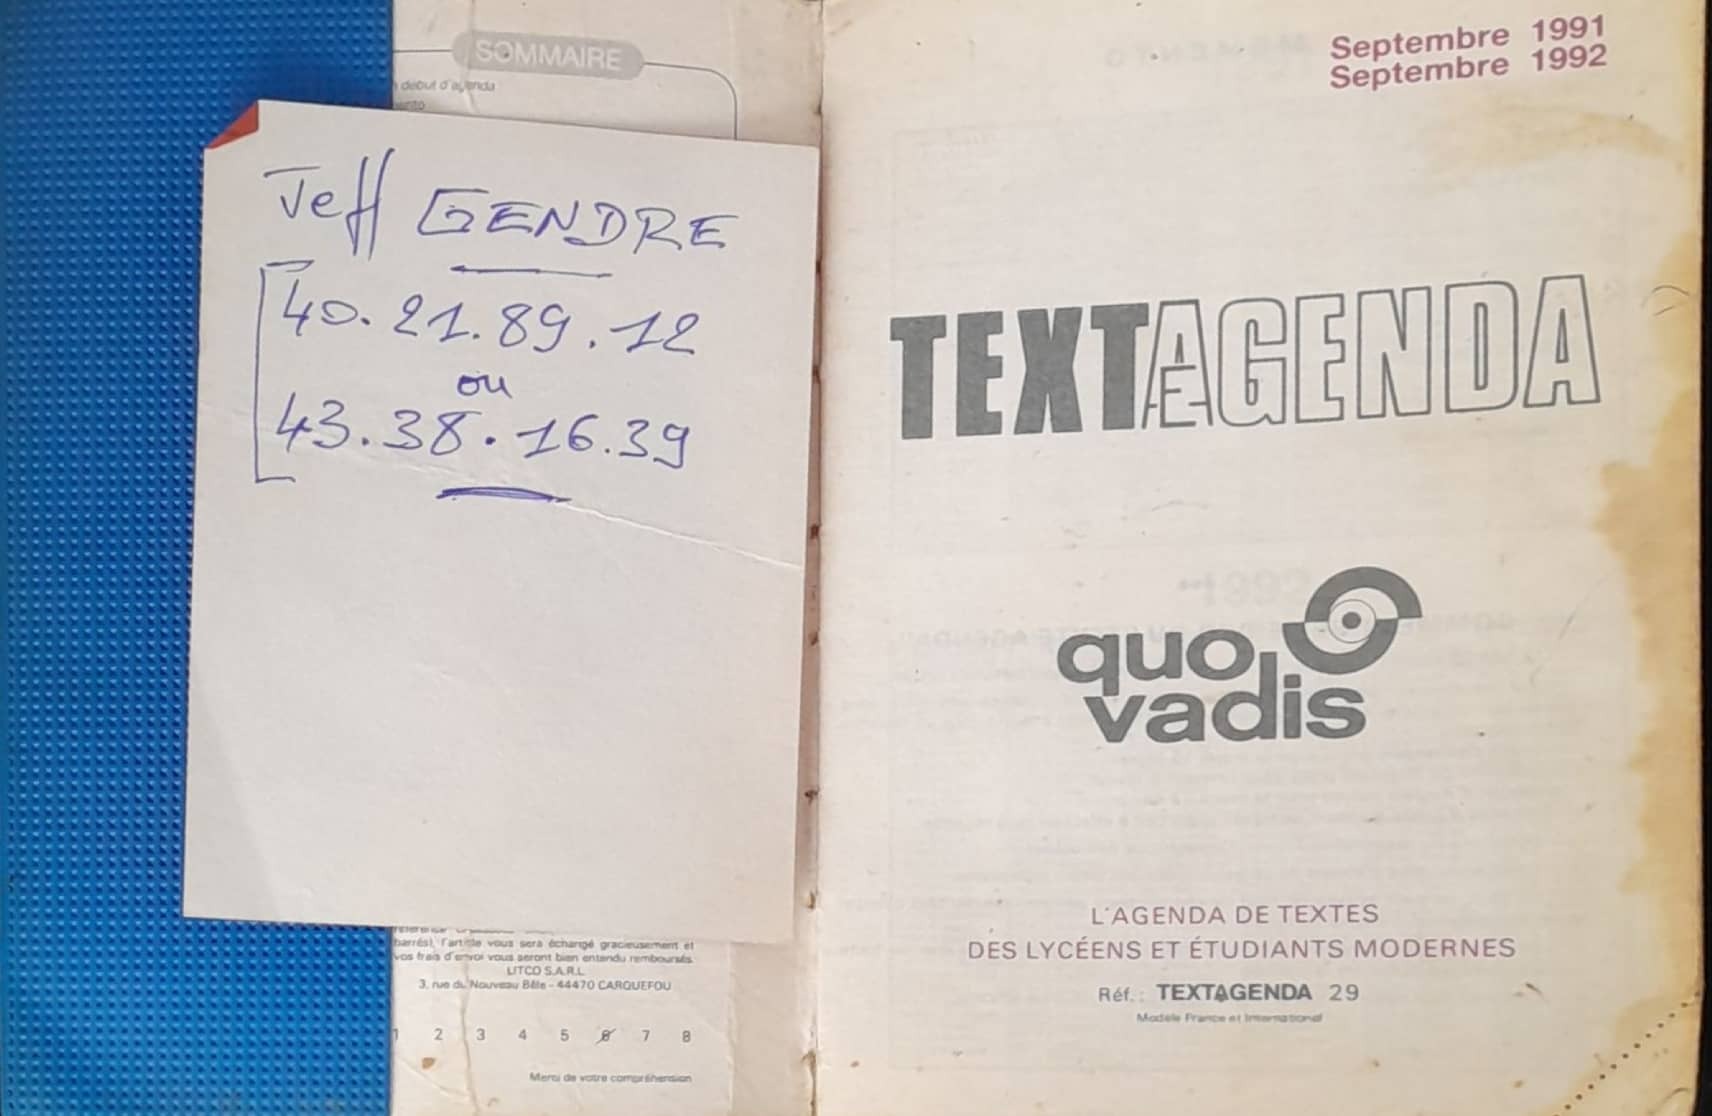 SOMMAIRE
début d'agenda
Jeff GENDRE
40.21.89.12
ou
43.38.16.39
barrés), l'article vous sera échangé gracieusement et
vos frais d'envoi vous seront bien entendu remboursés.
LITCO S.A.R.L.
3, rue du Nouveau Bêle - 44470 CARQUEFOU
1 2 3 4 5 6 7 8
Merci de votre compréhension
Septembre 1991
Septembre 1992
TEXTAGENDA
quo
vadis
L'AGENDA DE TEXTES
DES LYCÉENS ET ÉTUDIANTS MODERNES
Réf.: TEXTAGENDA 29
Modèle France et International